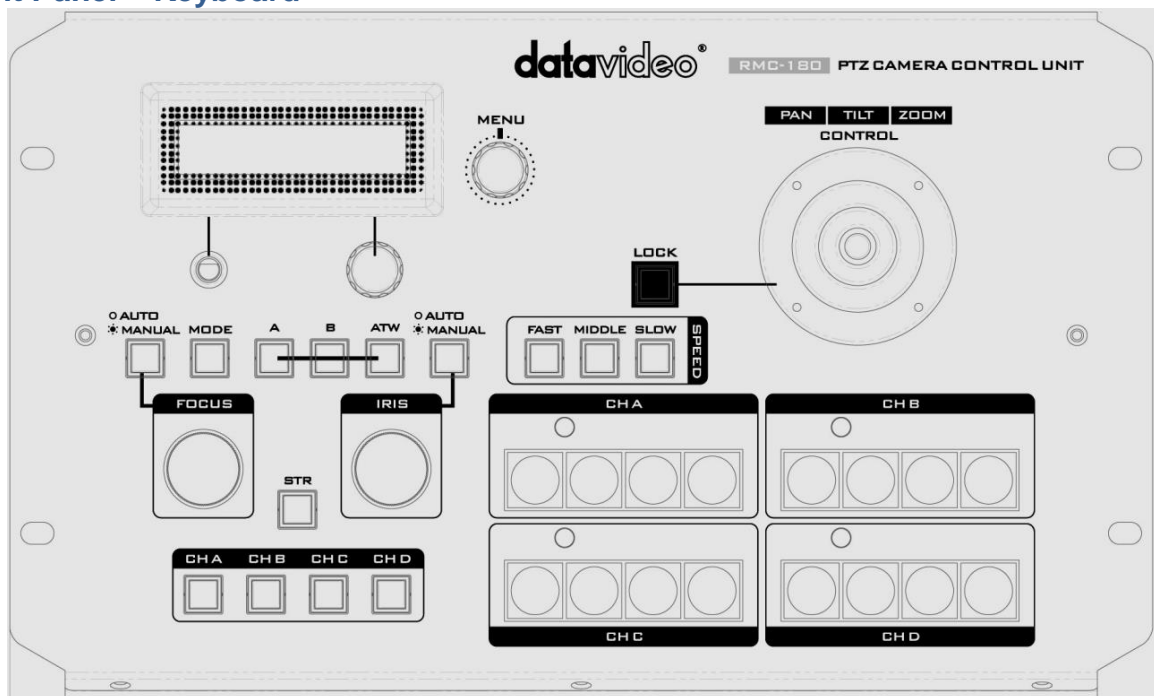 Panel – Keyboard
datavideo®
RMC-180 PTZ CAMERA CONTROL UNIT
MENU
PAN TILT ZOOM
CONTROL
LOCK
AUTO
MANUAL
MODE
A
B
ATW
AUTO
MANUAL
FAST MIDDLE SLOW
SPEED
FOCUS
IRIS
STR
CH A
CH B
CH A CH B CH C CH D
CH C
CH D